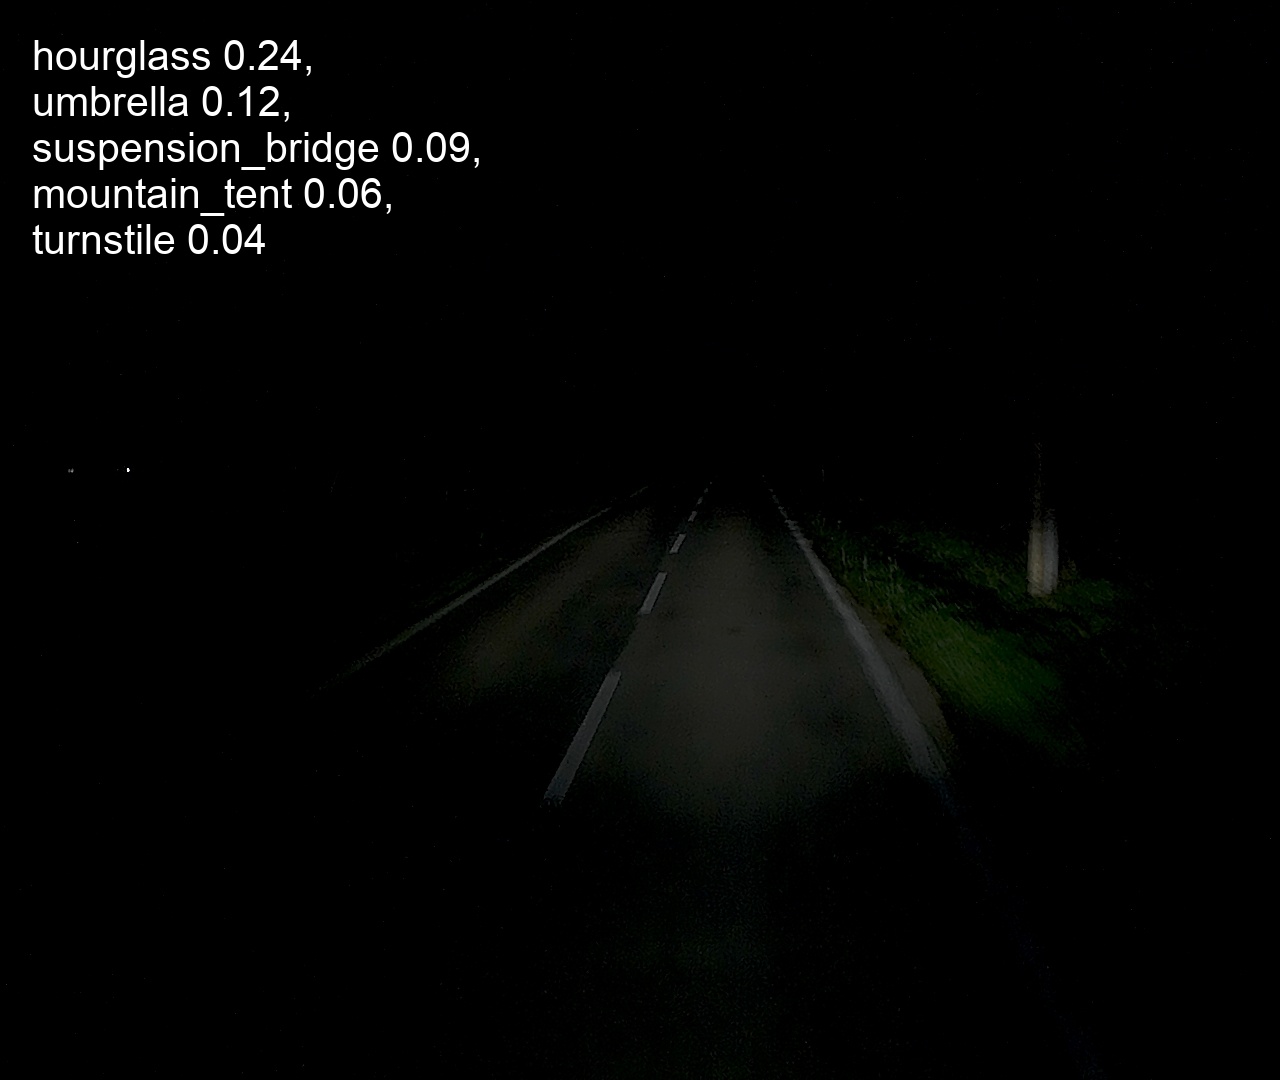 hourglass 0.24,
umbrella 0.12,
suspension_bridge 0.09,
mountain_tent 0.06,
turnstile 0.04